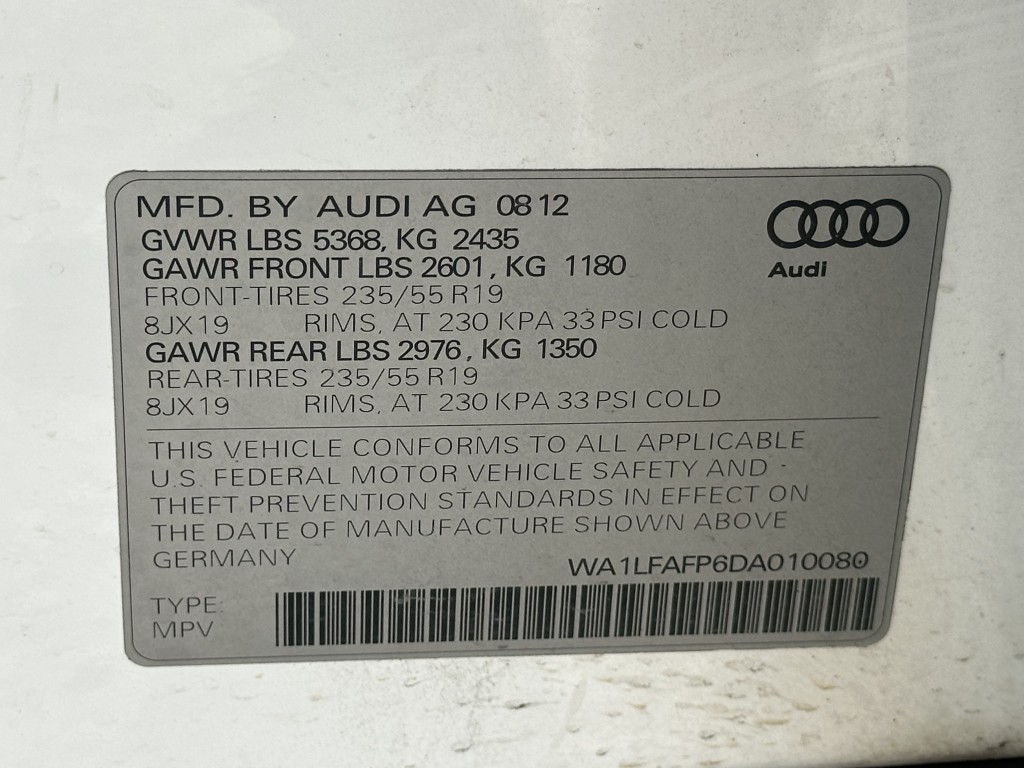 MFD. BY AUDI AG 08 12
GVWR LBS 5368, KG 2435
GAWR FRONT LBS 2601, KG 1180
FRONT-TIRES 235/55 R19
8JX19 RIMS, AT 230 KPA 33 PSI COLD
GAWR REAR LBS 2976, KG 1350
REAR-TIRES 235/55 R19
8JX19 RIMS, AT 230 KPA 33 PSI COLD
Audi
THIS VEHICLE CONFORMS TO ALL APPLICABLE
U.S. FEDERAL MOTOR VEHICLE SAFETY AND
THEFT PREVENTION STANDARDS IN EFFECT ON
THE DATE OF MANUFACTURE SHOWN ABOVE
GERMANY WA1LFAFP6DA010080
TYPE:
MPV